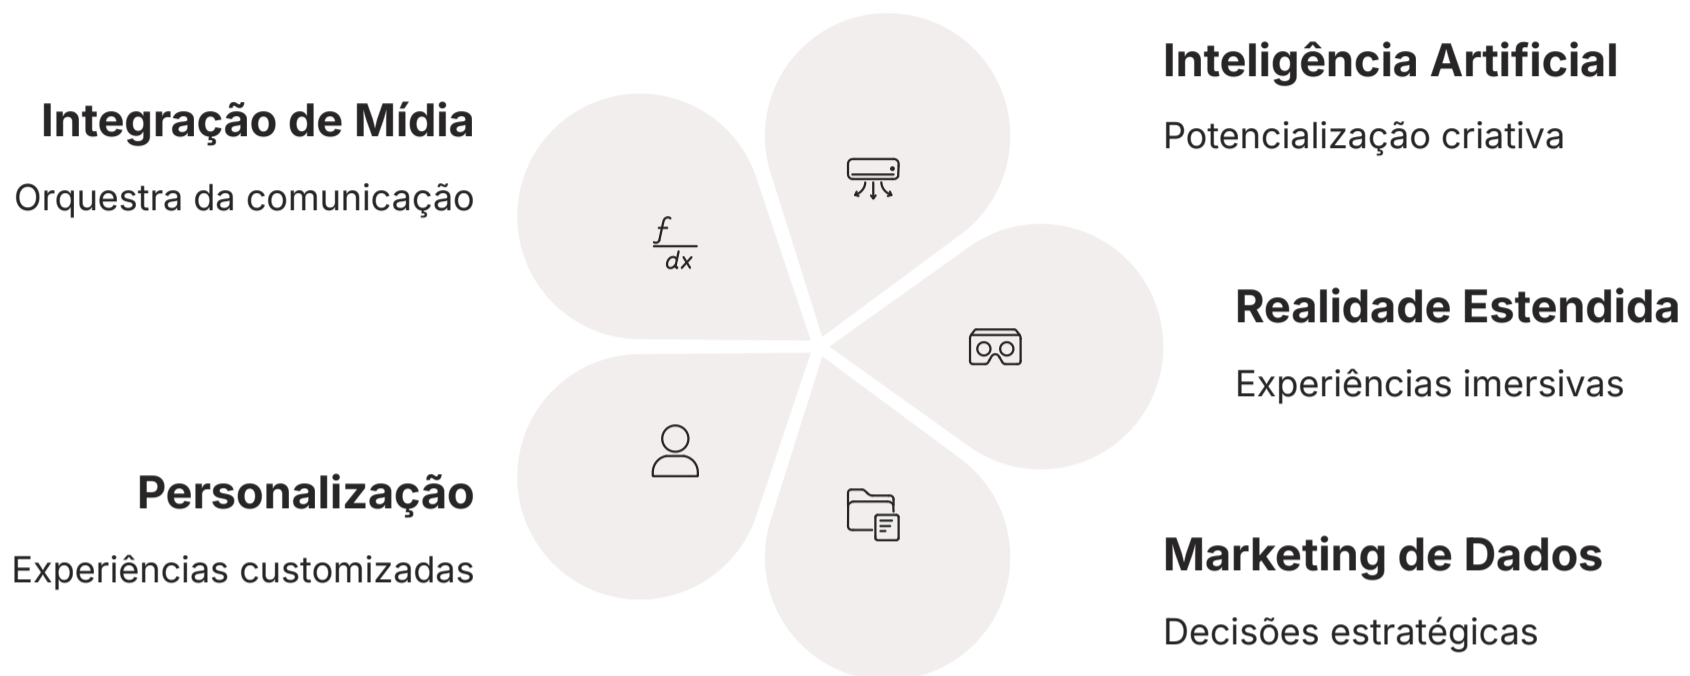 Integração de Mídia
Orquestra da comunicação
Inteligência Artificial
Potencialização criativa
f
dx
Realidade Estendida
Experiências imersivas
Personalização
Experiências customizadas
Marketing de Dados
Decisões estratégicas